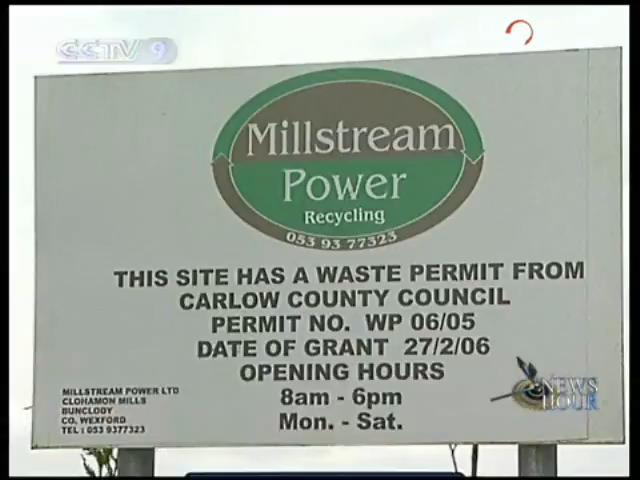 CCTV 9
Millstream
Power
Recycling
053 93 77323
THIS SITE HAS A WASTE PERMIT FROM
CARLOW COUNTY COUNCIL
PERMIT NO. WP 06/05
DATE OF GRANT 27/2/06
OPENING HOURS
8am - 6pm
Mon. - Sat.
MILLSTREAM POWER LTD
CLOHAMON MILLS
BUNCLODY
CO. WEXFORD
TEL : 053 9377323
NEWS
HOUR